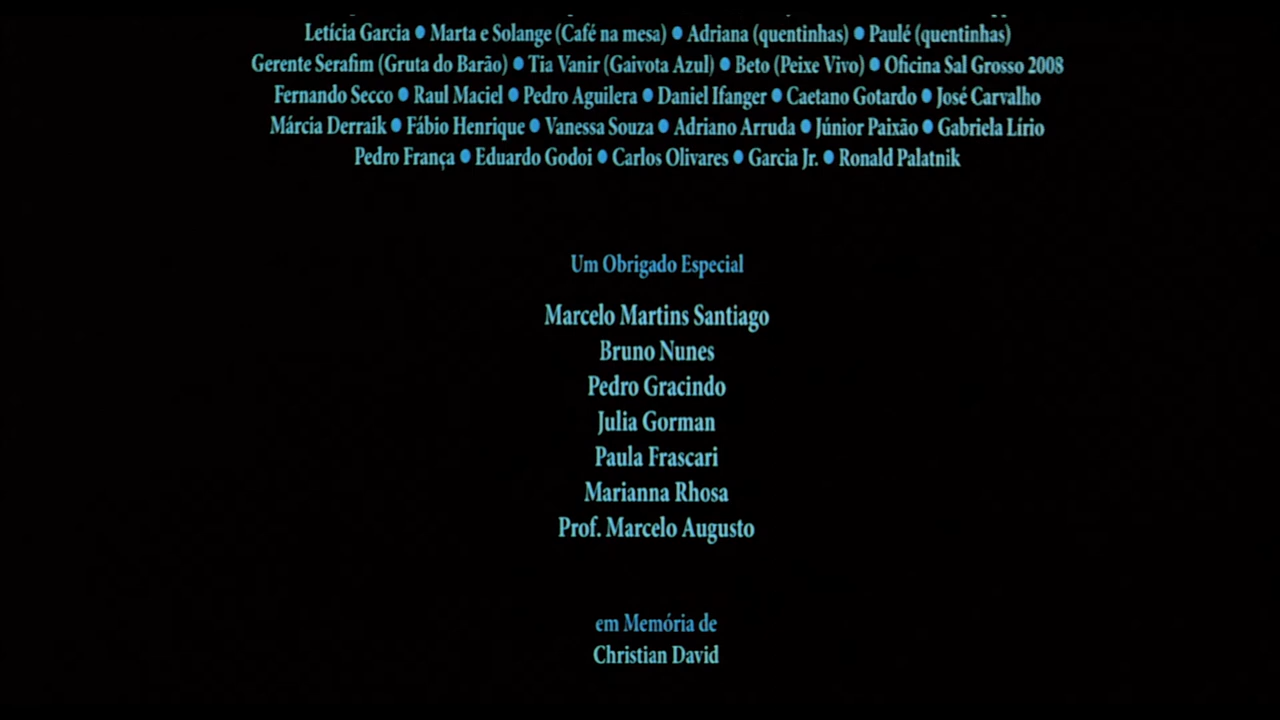 Letícia Garcia ● Marta e Solange (Café na mesa) ● Adriana (quentinhas) ● Paulé (quentinhas)
Gerente Serafim (Gruta do Barão) ● Tia Vanir (Gaivota Azul) ● Beto (Peixe Vivo) ● Oficina Sal Grosso 2008
Fernando Secco ● Raul Maciel ● Pedro Aguilera ● Daniel Ifanger ● Caetano Gotardo ● José Carvalho
Márcia Derraik ● Fábio Henrique ● Vanessa Souza ● Adriano Arruda ● Júnior Paixão ● Gabriela Lírio
Pedro França ● Eduardo Godoi ● Carlos Olivares ● Garcia Jr. ● Ronald Palatnik
Um Obrigado Especial
Marcelo Martins Santiago
Bruno Nunes
Pedro Gracindo
Julia Gorman
Paula Frascari
Marianna Rhosa
Prof. Marcelo Augusto
em Memória de
Christian David